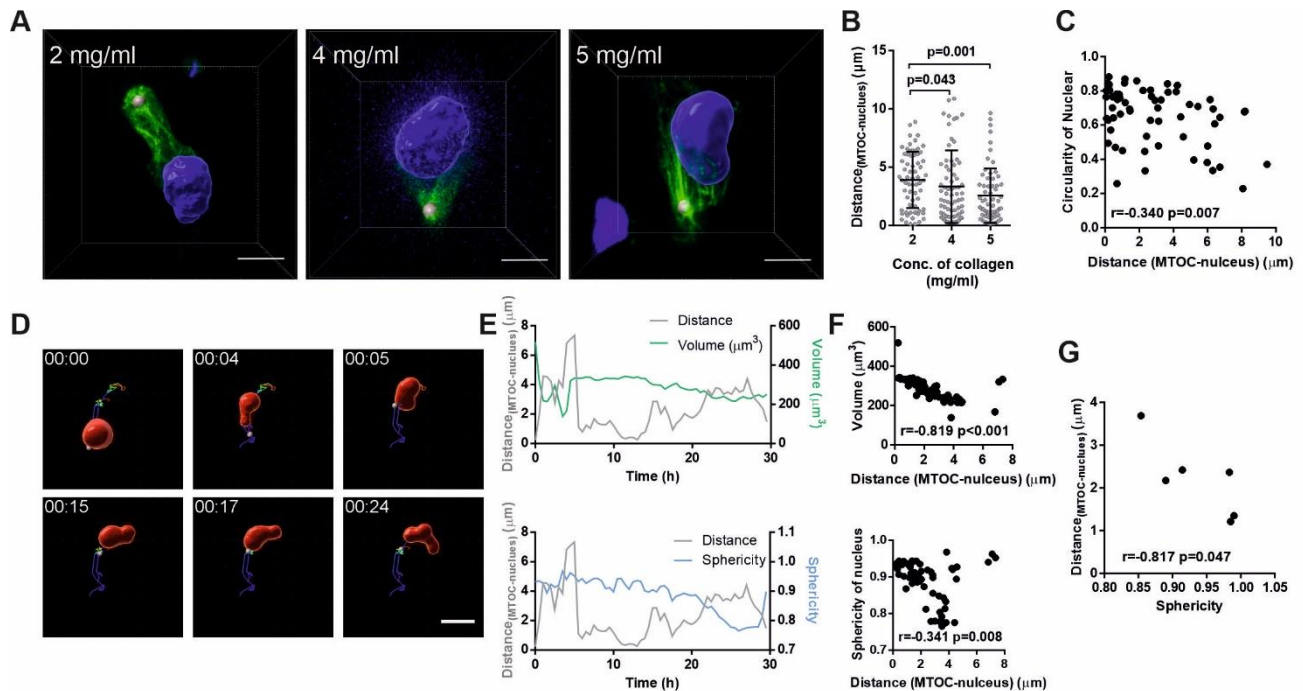 A
2 mg/ml
4 mg/ml
5 mg/ml
B
Distance(MTOC-nuclues) (μm)
15
10
5
0
p=0.001
p=0.043
2 4 5
Conc. of collagen
(mg/ml)
C
Circularity of Nuclear
1.0
0.8
0.6
0.4
0.2
0.0
r=-0.340 p=0.007
0 2 4 6 8 10
Distance (MTOC-nulceus) (μm)
D
00:00
00:04
00:05
00:15
00:17
00:24
E
Distance(MTOC-nuclues) (μm)
8
6
4
2
0
Distance
Volume (μm3)
600
500
400
300
200
100
0
Volume (μm3)
0 10 20 30
Time (h)
Distance(MTOC-nuclues) (μm)
8
6
4
2
0
Distance
Sphericity
1.1
1.0
0.9
0.8
0.7
Sphericity
0 10 20 30
Time (h)
F
Volume (μm3)
600
400
200
0
r=-0.819 p<0.001
0 2 4 6 8
Distance (MTOC-nulceus) (μm)
Sphericity of nucleus
1.0
0.9
0.8
0.7
r=-0.341 p=0.008
0 2 4 6 8
Distance (MTOC-nulceus) (μm)
G
Distance(MTOC-nuclues) (μm)
4
3
2
1
0
r=-0.817 p=0.047
0.80 0.85 0.90 0.95 1.00 1.05
Sphericity